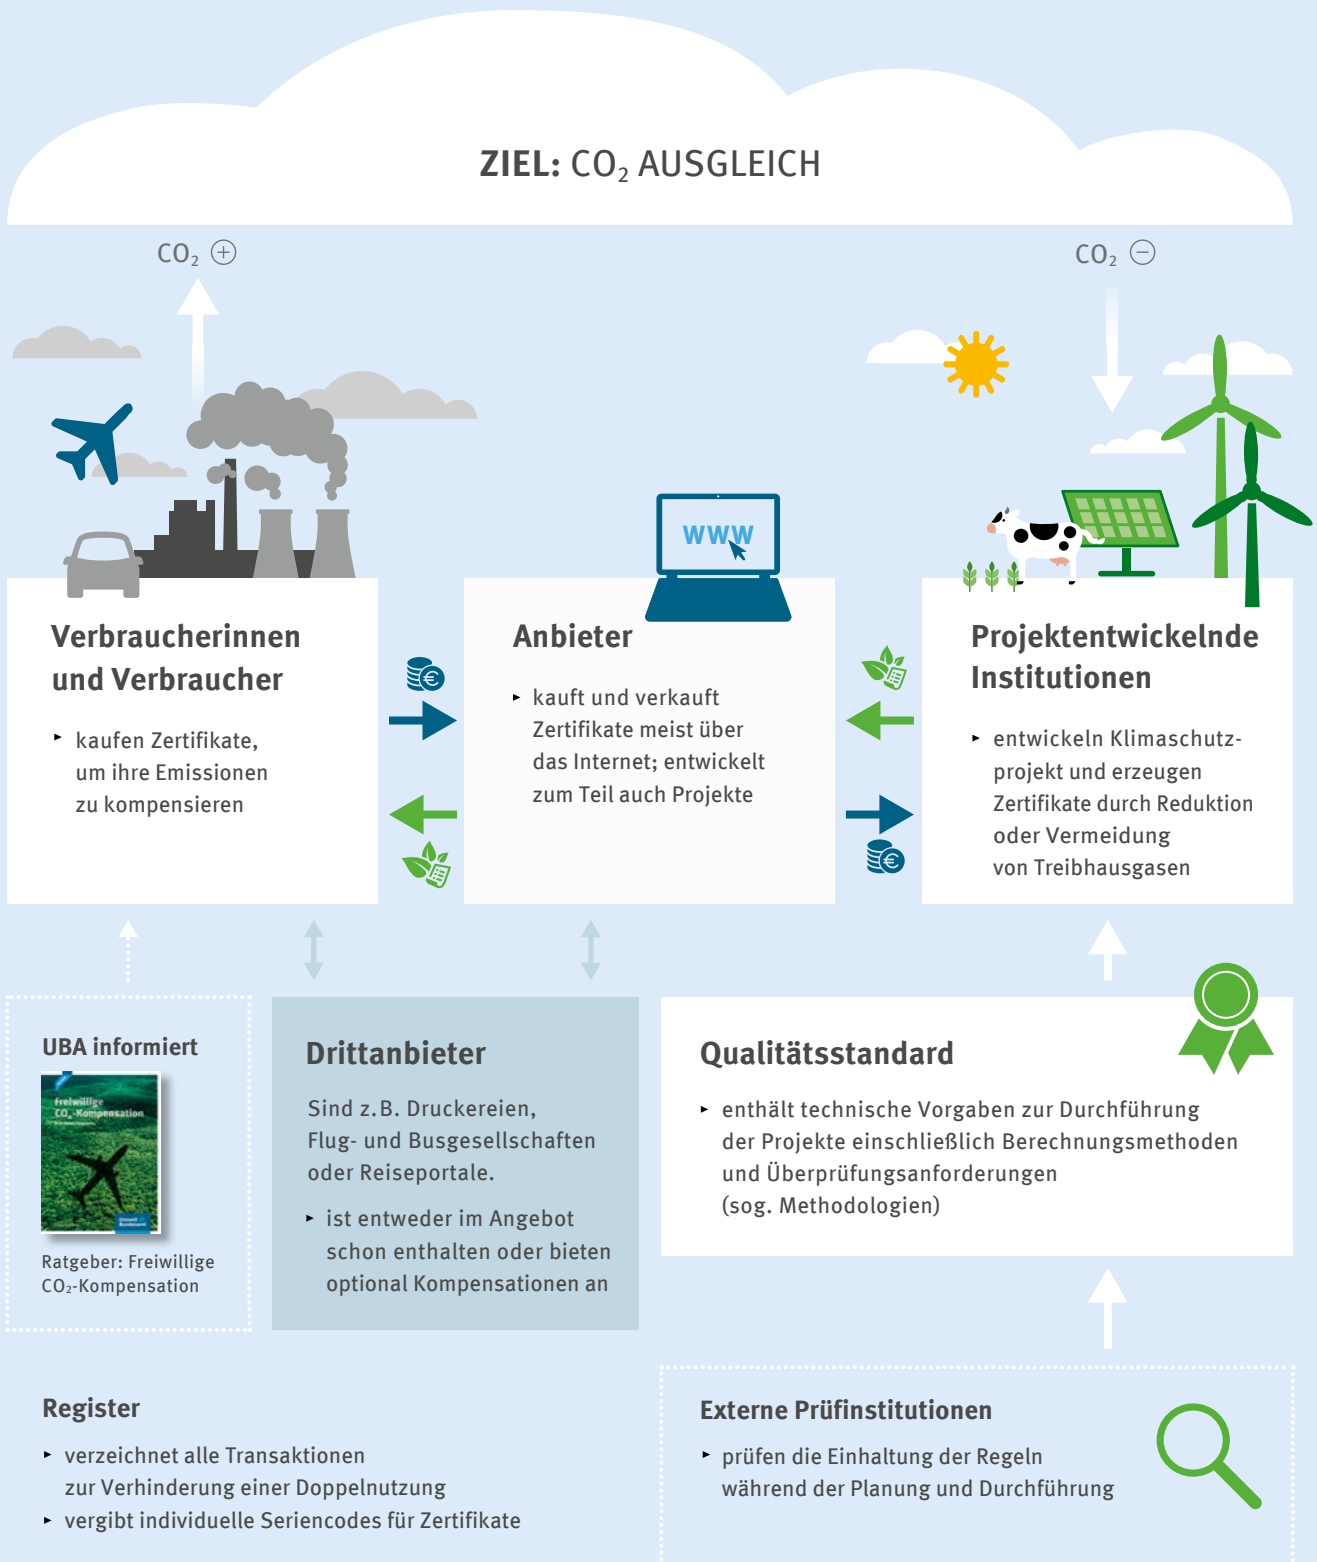 ZIEL: CO₂ AUSGLEICH
CO₂ +
CO₂ −
WWW
Verbraucherinnen
und Verbraucher
▸ kaufen Zertifikate,
um ihre Emissionen
zu kompensieren
Anbieter
▸ kauft und verkauft
Zertifikate meist über
das Internet; entwickelt
zum Teil auch Projekte
Projektentwickelnde
Institutionen
▸ entwickeln Klimaschutz-
projekt und erzeugen
Zertifikate durch Reduktion
oder Vermeidung
von Treibhausgasen
UBA informiert
Freiwillige
CO₂-Kompensation
Umwelt
Bundesamt
Ratgeber: Freiwillige
CO₂-Kompensation
Drittanbieter
Sind z.B. Druckereien,
Flug- und Busgesellschaften
oder Reiseportale.
▸ ist entweder im Angebot
schon enthalten oder bieten
optional Kompensationen an
Qualitätsstandard
▸ enthält technische Vorgaben zur Durchführung
der Projekte einschließlich Berechnungsmethoden
und Überprüfungsanforderungen
(sog. Methodologien)
Register
▸ verzeichnet alle Transaktionen
zur Verhinderung einer Doppelnutzung
▸ vergibt individuelle Seriencodes für Zertifikate
Externe Prüfinstitutionen
▸ prüfen die Einhaltung der Regeln
während der Planung und Durchführung